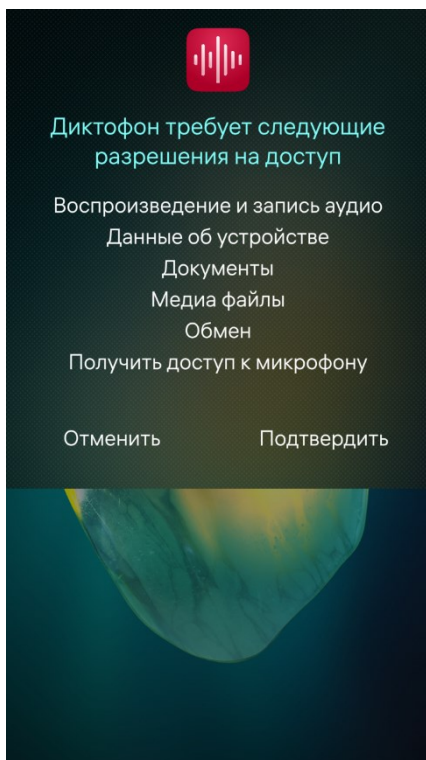 Диктофон требует следующие
разрешения на доступ
Воспроизведение и запись аудио
Данные об устройстве
Документы
Медиа файлы
Обмен
Получить доступ к микрофону
Отменить
Подтвердить